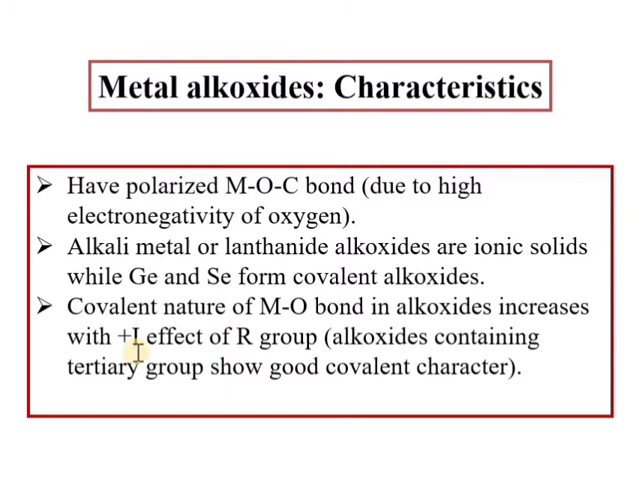 Metal alkoxides: Characteristics
➢ Have polarized M-O-C bond (due to high
electronegativity of oxygen).
➢ Alkali metal or lanthanide alkoxides are ionic solids
while Ge and Se form covalent alkoxides.
➢ Covalent nature of M-O bond in alkoxides increases
with +I effect of R group (alkoxides containing
tertiary group show good covalent character).